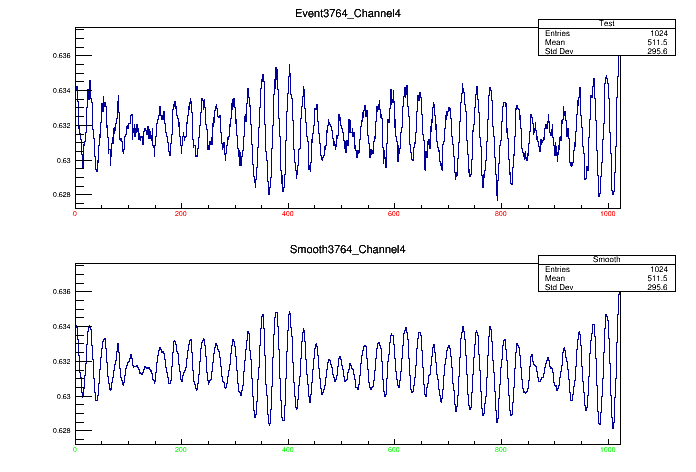 Event3764_Channel4
Test
Entries 1024
Mean 511.5
Std Dev 295.6
0.636
0.634
0.632
0.63
0.628
0 200 400 600 800 1000
Smooth3764_Channel4
Smooth
Entries 1024
Mean 511.5
Std Dev 295.6
0.636
0.634
0.632
0.63
0.628
0 200 400 600 800 1000